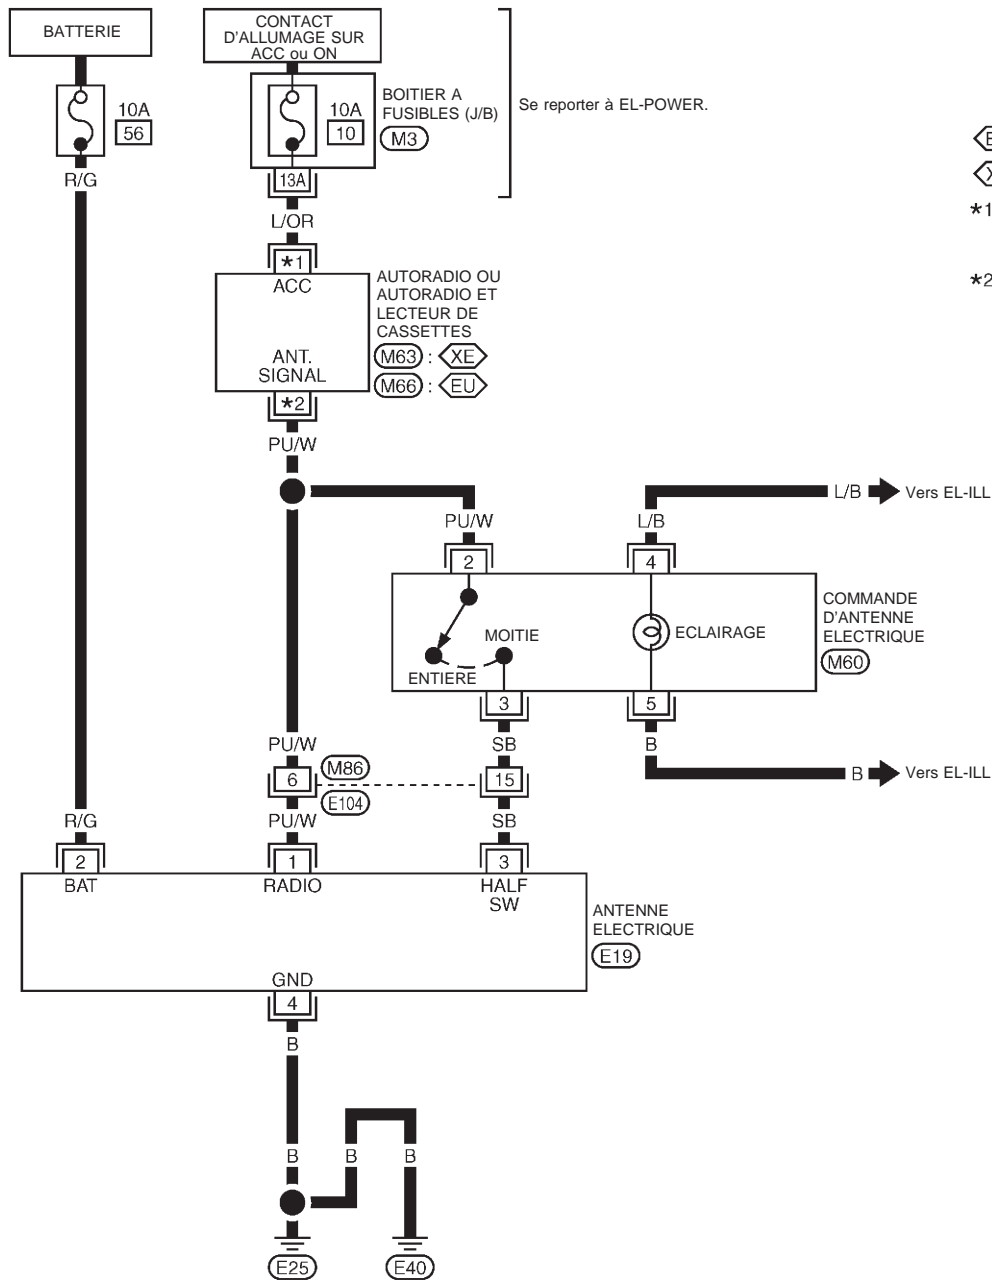 BATTERIE
CONTACT
D'ALLUMAGE SUR
ACC ou ON
10A
56
10A
10
BOITIER A
FUSIBLES (J/B)
M3
Se reporter à EL-POWER.
R/G
13A
L/OR
*1
*1
ACC
AUTORADIO OU
AUTORADIO ET
LECTEUR DE
CASSETTES
M63 : XE
M66 : EU
*2
ANT.
SIGNAL
*2
PU/W
PU/W
L/B
L/B
Vers EL-ILL
2
4
MOITIE
ENTIERE
ECLAIRAGE
COMMANDE
D'ANTENNE
ELECTRIQUE
M60
3
5
PU/W
SB
B
B
Vers EL-ILL
6
M86
E104
15
R/G
PU/W
SB
2
1
3
BAT
RADIO
HALF
SW
ANTENNE
ELECTRIQUE
E19
GND
4
B
B
B
B
E25
E40